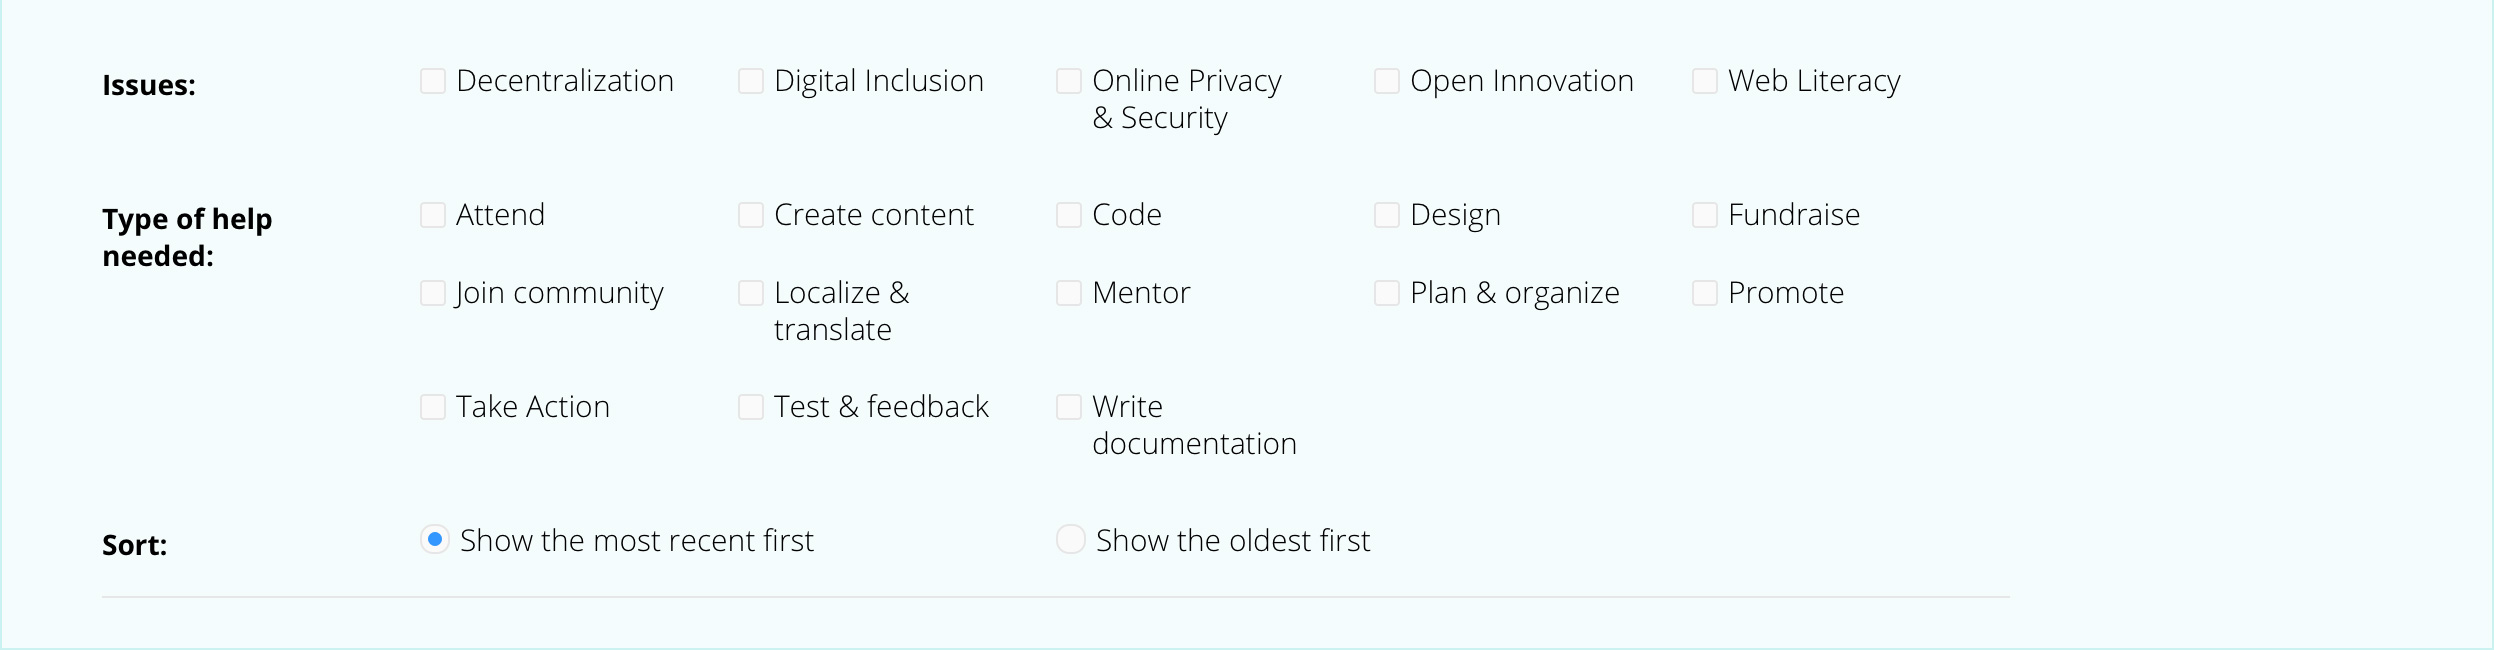 Issues:
Decentralization
Digital Inclusion
Online Privacy
& Security
Open Innovation
Web Literacy
Type of help
needed:
Attend
Create content
Code
Design
Fundraise
Join community
Localize &
translate
Mentor
Plan & organize
Promote
Take Action
Test & feedback
Write
documentation
Sort:
Show the most recent first
Show the oldest first